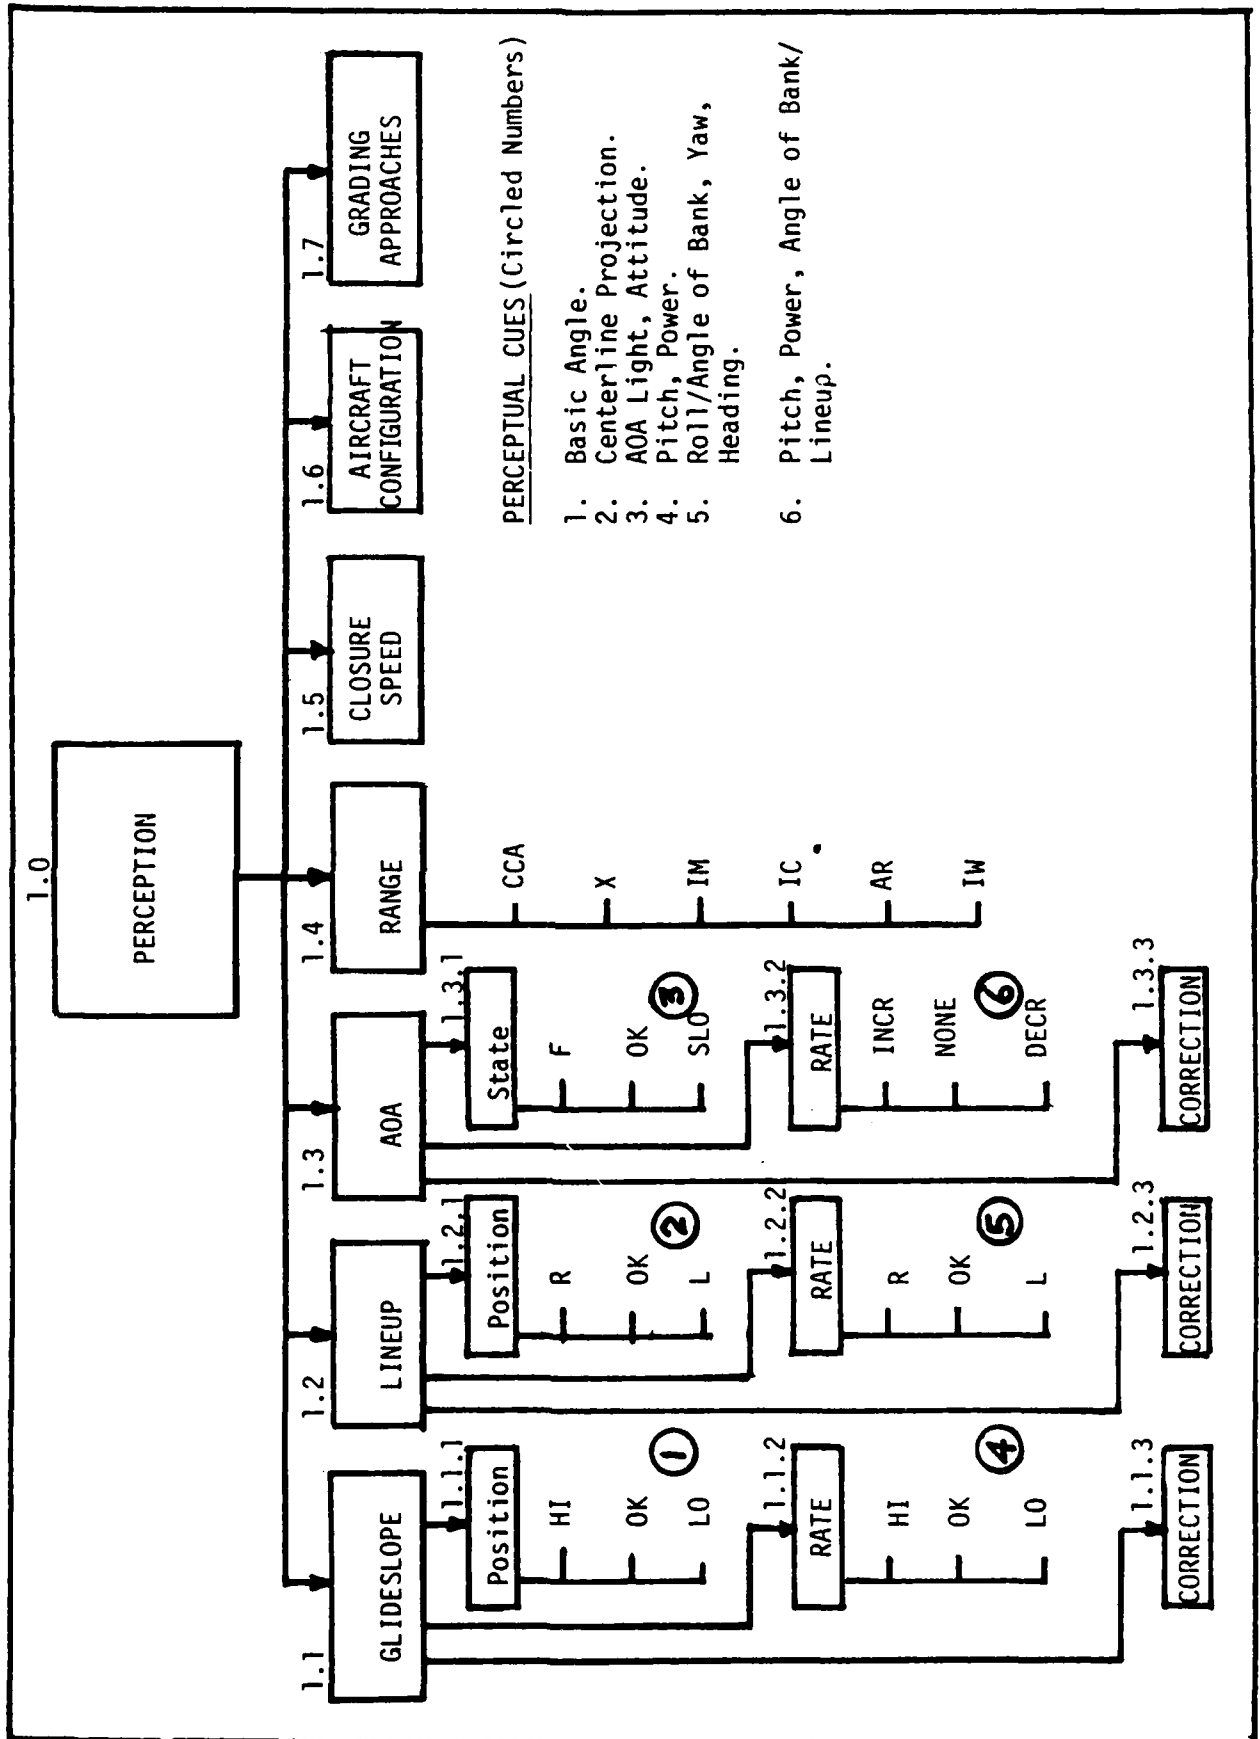 1.0
PERCEPTION
1.1
GLIDESLOPE
1.2
LINEUP
1.3
AOA
1.4
RANGE
1.5
CLOSURE
SPEED
1.6
AIRCRAFT
CONFIGURATION
1.7
GRADING
APPROACHES
1.1.1
Position
HI
OK
LO
1
1.1.2
RATE
HI
OK
LO
4
1.1.3
CORRECTION
1.2.1
Position
R
OK
L
2
1.2.2
RATE
R
OK
L
5
1.2.3
CORRECTION
1.3.1
State
F
OK
SLO
3
1.3.2
RATE
INCR
NONE
DECR
6
1.3.3
CORRECTION
CCA
X
IM
IC
AR
IW
PERCEPTUAL CUES (Circled Numbers)
1. Basic Angle.
2. Centerline Projection.
3. AOA Light, Attitude.
4. Pitch, Power.
5. Roll/Angle of Bank, Yaw,
Heading.
6. Pitch, Power, Angle of Bank/
Lineup.